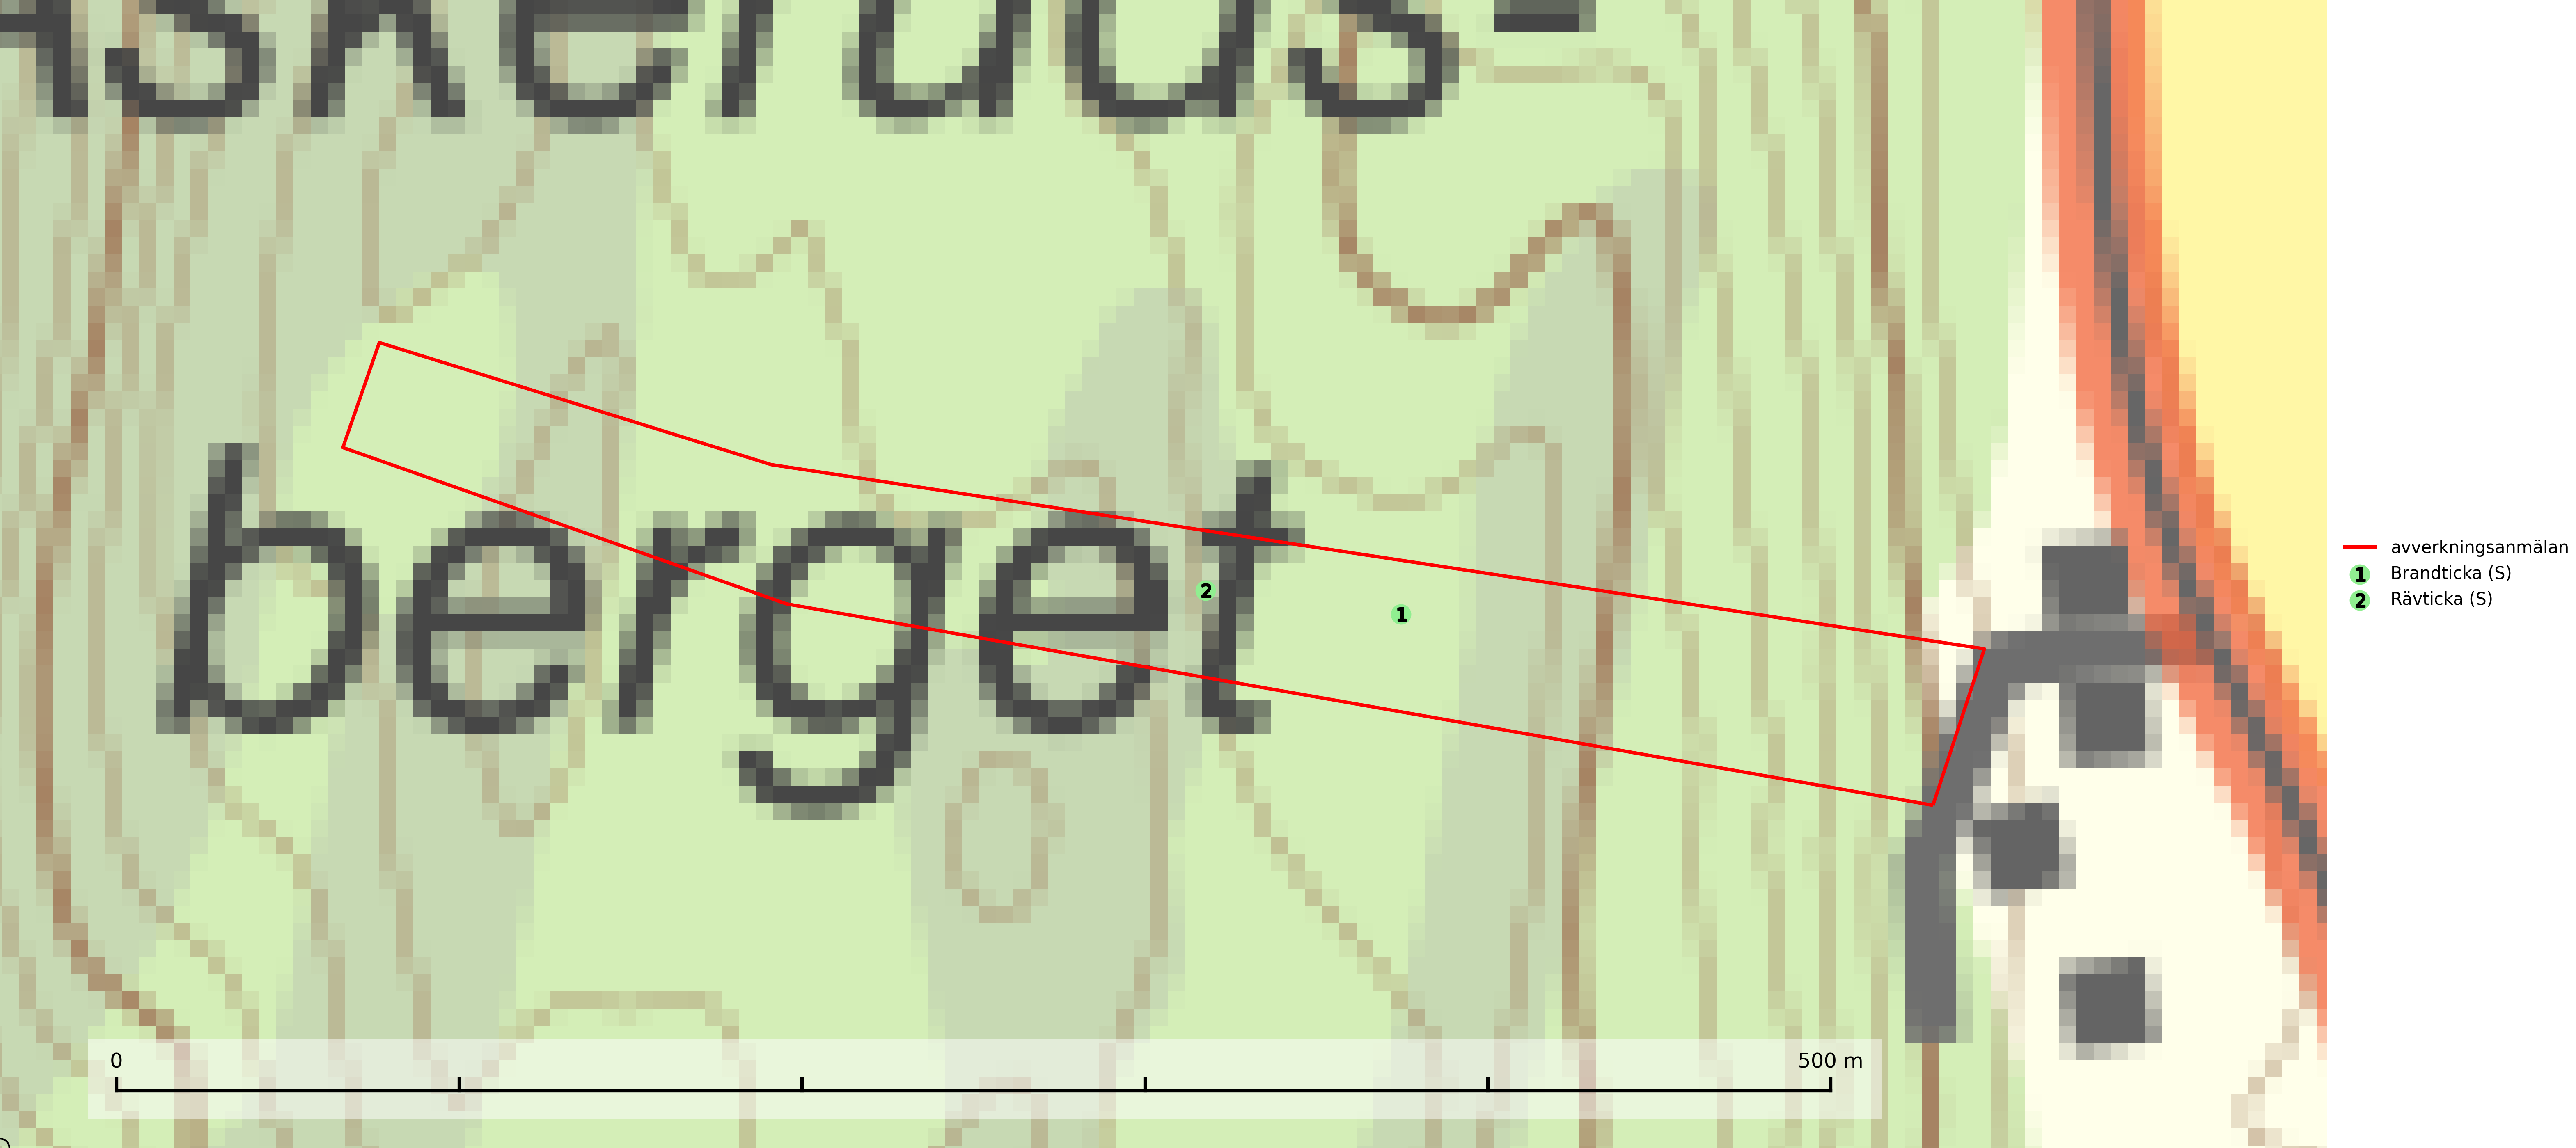 berget
0 500 m
avverkningsanmälan
1 Brandticka (S)
2 Rävticka (S)
2
1